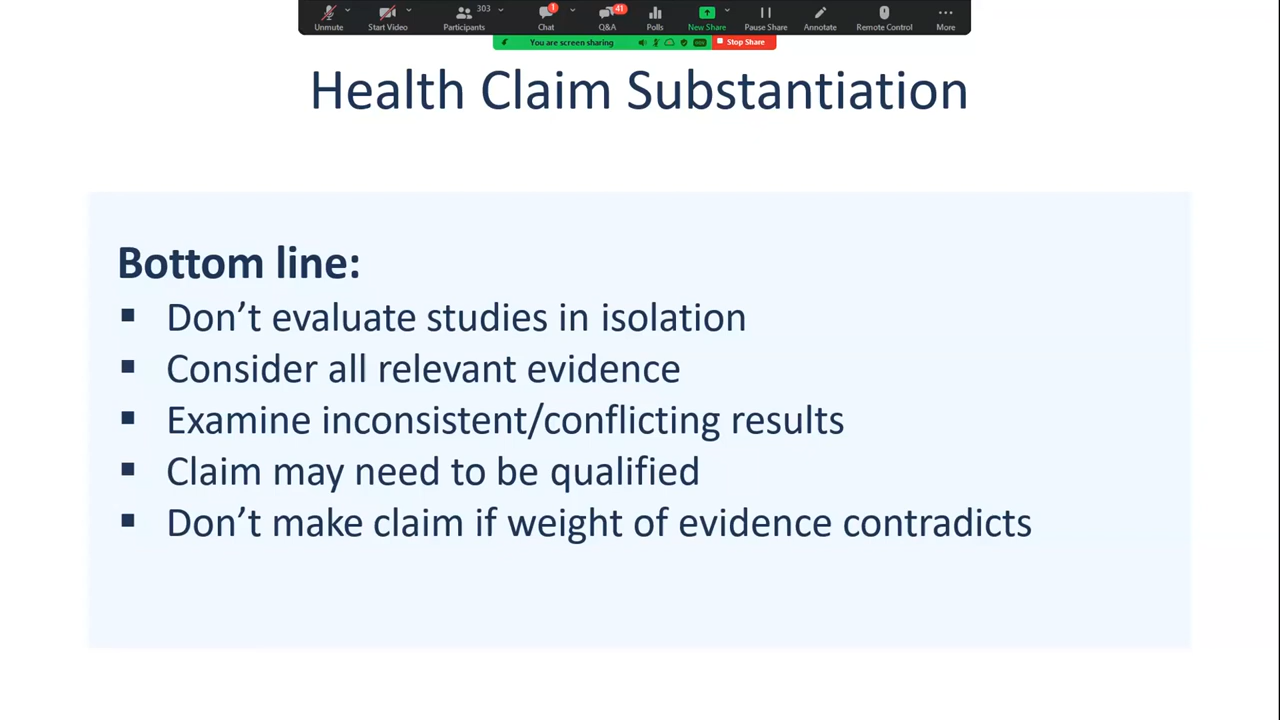 303
1
41
Unmute
Start Video
Participants
Chat
Q&A
Polls
New Share
Pause Share
Annotate
Remote Control
More
You are screen sharing
Stop Share
Health Claim Substantiation
Bottom line:
▪ Don’t evaluate studies in isolation
▪ Consider all relevant evidence
▪ Examine inconsistent/conflicting results
▪ Claim may need to be qualified
▪ Don’t make claim if weight of evidence contradicts